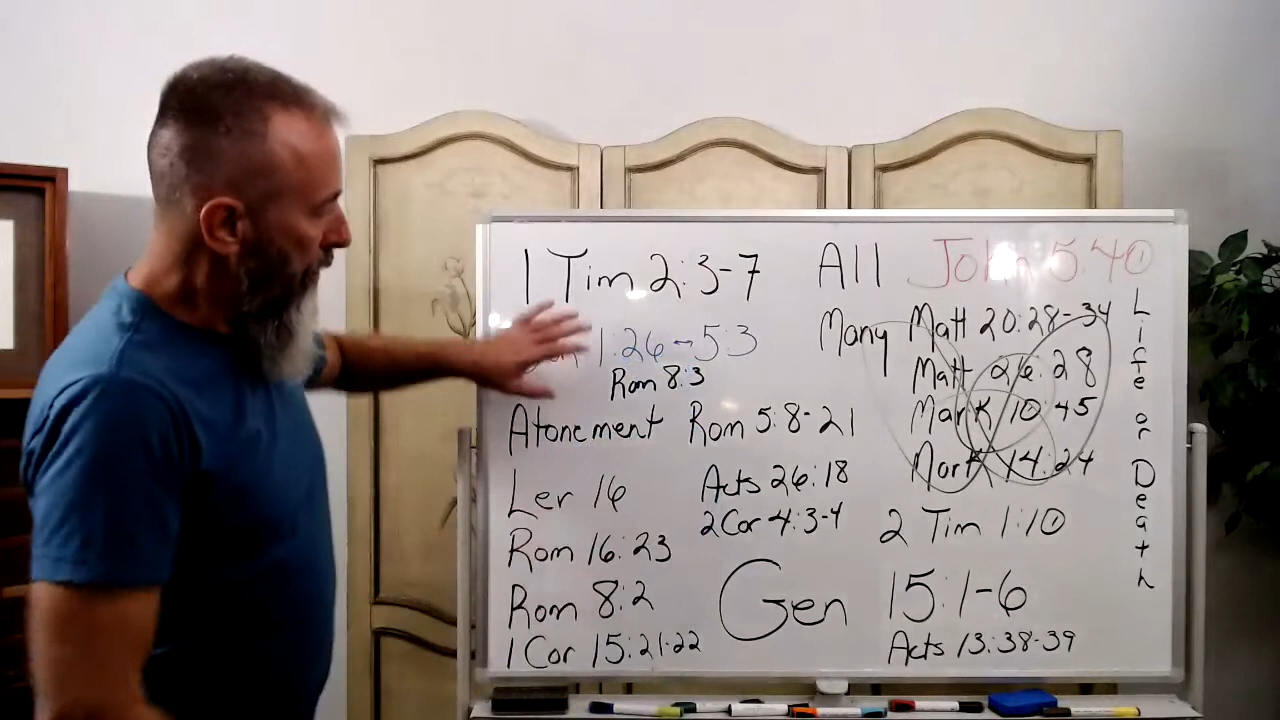 1 Tim 2:3-7 All John 5:40
1:26-5:3 Many Matt 20:28-34
Rom 8:3 Matt 26:28
Atonement Rom 5:8-21 Mark 10:45
Lev 16 Acts 26:18 Mark 14:24
2 Cor 4:3-4 2 Tim 1:10
Rom 16:23
Rom 8:2 Gen 15:1-6
1 Cor 15:21-22 Acts 13:38-39
Life or Death